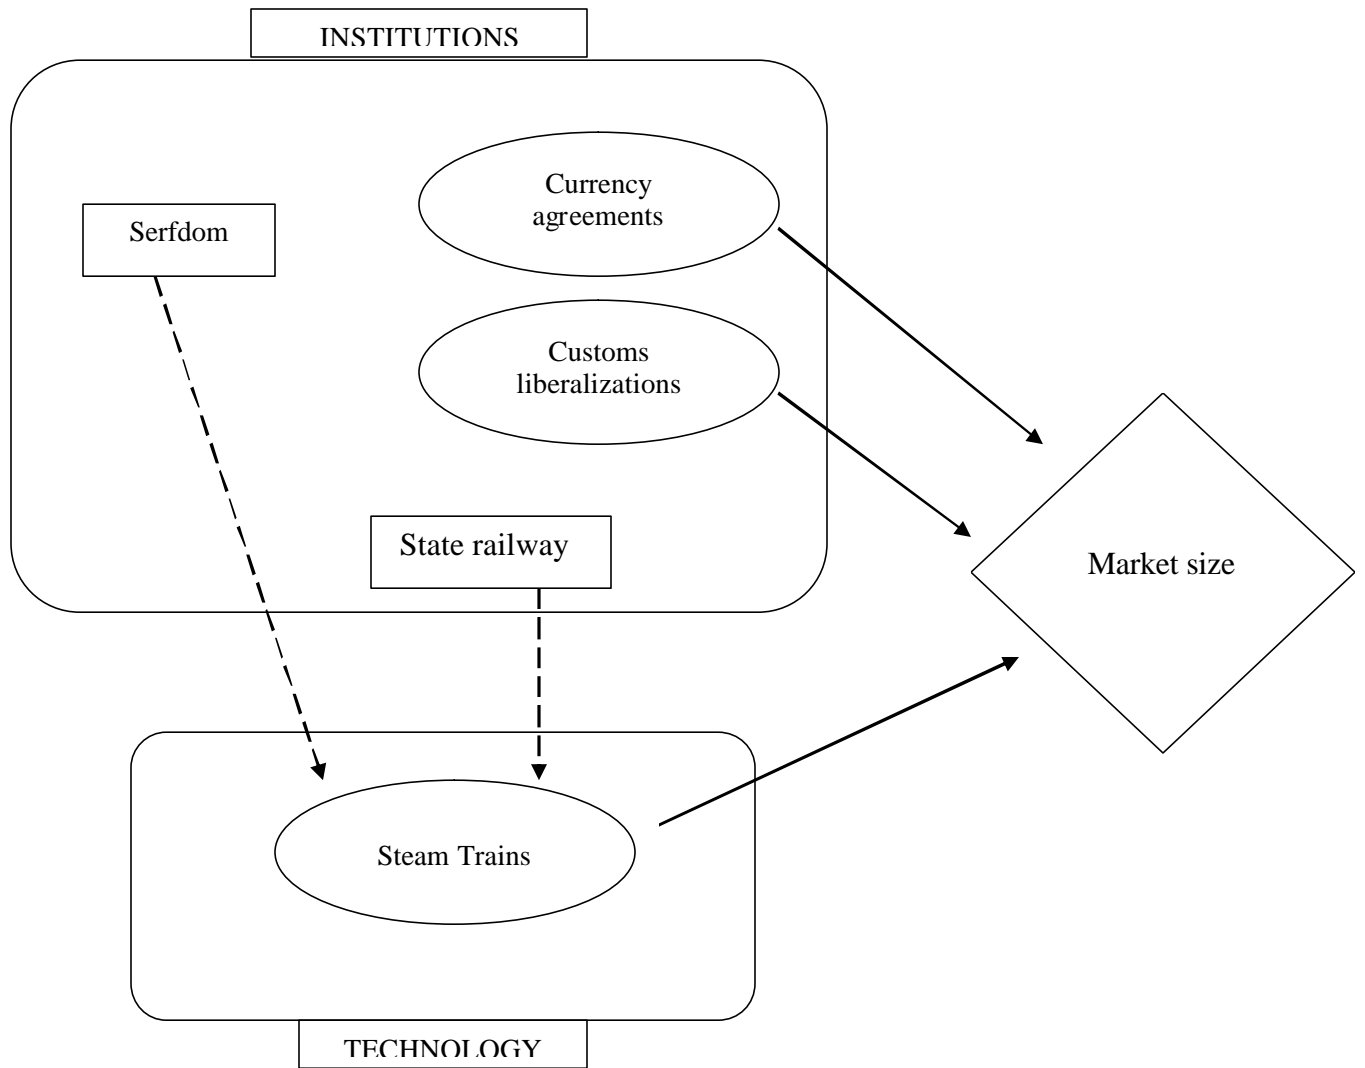 INSTITUTIONS
Currency
agreements
Serfdom
Customs
liberalizations
State railway
Market size
Steam Trains
TECHNOLOGY